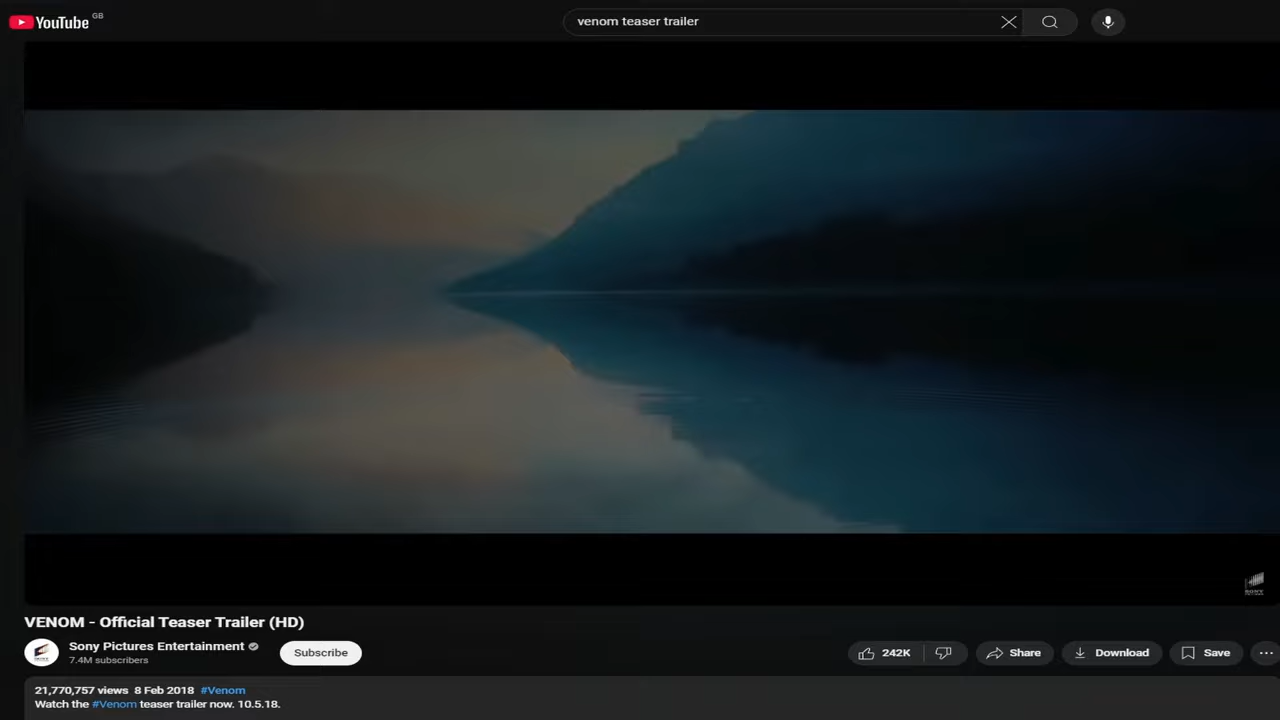 YouTube GB
venom teaser trailer
SONY
VENOM - Official Teaser Trailer (HD)
Sony Pictures Entertainment
7.4M subscribers
Subscribe
242K
Share
Download
Save
21,770,757 views 8 Feb 2018 #Venom
Watch the #Venom teaser trailer now. 10.5.18.